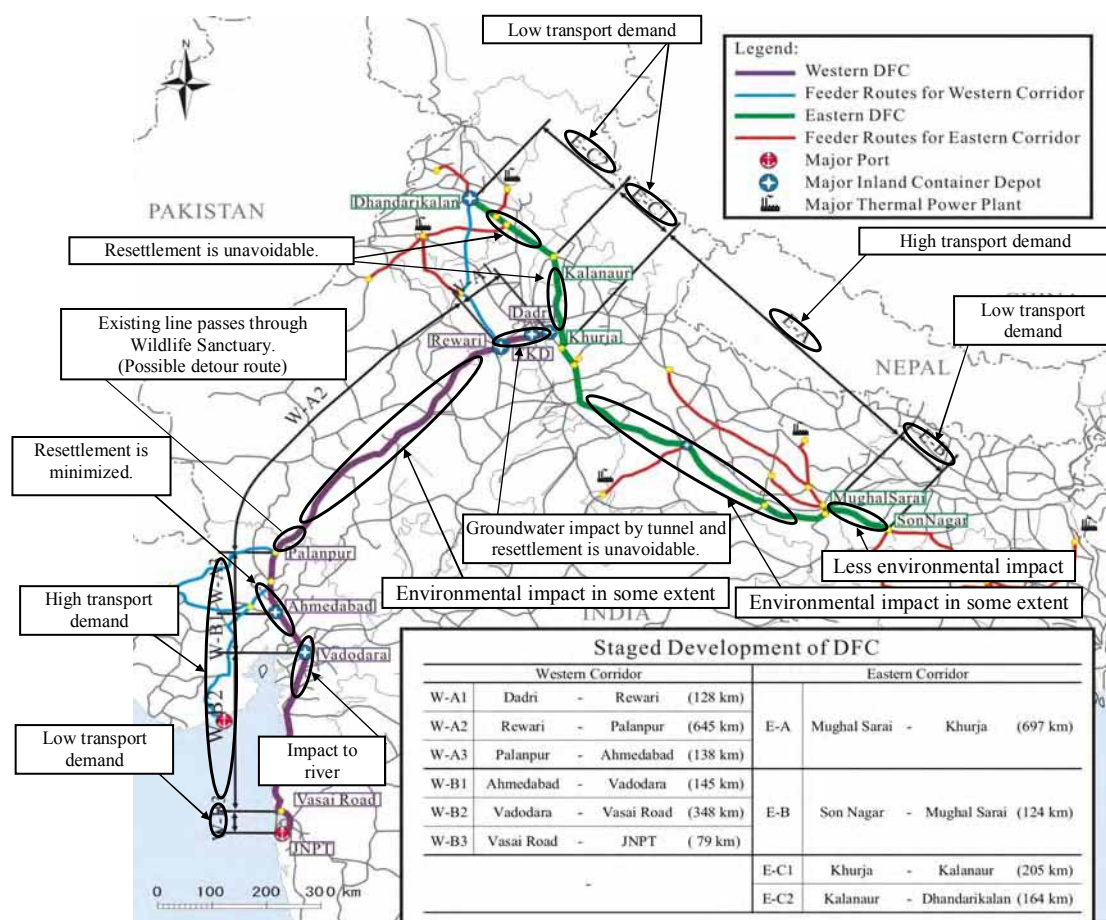 Low transport demand
N
Legend:
Western DFC
Feeder Routes for Western Corridor
Eastern DFC
Feeder Routes for Eastern Corridor
Major Port
Major Inland Container Depot
Major Thermal Power Plant
E-C2
E-C1
PAKISTAN
Dhandarikalan
High transport demand
Resettlement is unavoidable.
Kalanaur
Low transport
demand
Existing line passes through
Wildlife Sanctuary.
(Possible detour route)
Dadri
E-A
Rewari
TKD
Khurja
NEPAL
W-A2
E-B
Resettlement is
minimized.
MughalSarai
SonNagar
Groundwater impact by tunnel and
resettlement is unavoidable.
Palanpur
Less environmental impact
Environmental impact in some extent
Environmental impact in some extent
High transport
demand
W-A3
W-B1
W-B2
Ahmedabad
INDIA
Vadodara
Low transport
demand
Impact to
river
Vasai Road
JNPT
0 100 200 300 km
Staged Development of DFC
Western Corridor Eastern Corridor
W-A1 Dadri - Rewari (128 km)
W-A2 Rewari - Palanpur (645 km)
W-A3 Palanpur - Ahmedabad (138 km)
E-A Mughal Sarai - Khurja (697 km)
W-B1 Ahmedabad - Vadodara (145 km)
W-B2 Vadodara - Vasai Road (348 km)
W-B3 Vasai Road - JNPT ( 79 km)
E-B Son Nagar - Mughal Sarai (124 km)
-
E-C1 Khurja - Kalanaur (205 km)
E-C2 Kalanaur - Dhandarikalan (164 km)